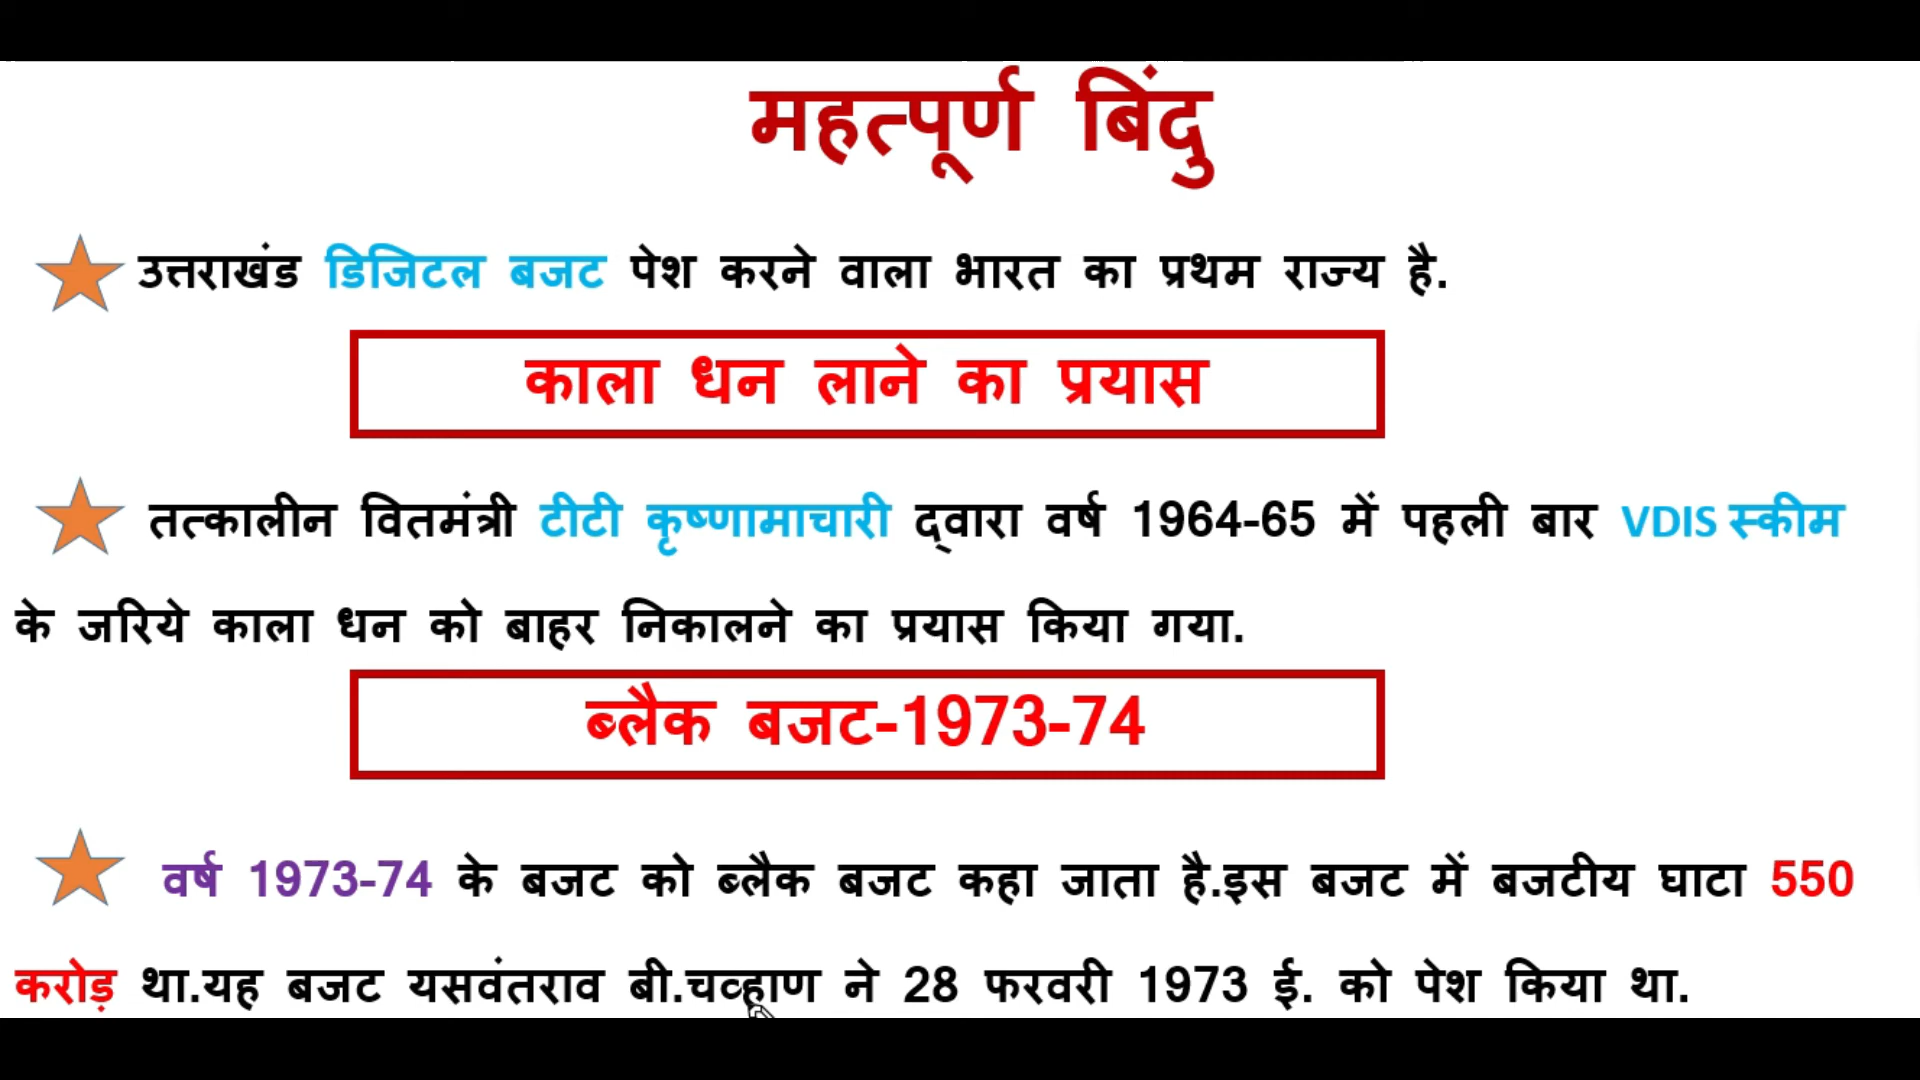 महत्पूर्ण बिंदु
उत्तराखंड डिजिटल बजट पेश करने वाला भारत का प्रथम राज्य है.
काला धन लाने का प्रयास
तत्कालीन वितमंत्री टीटी कृष्णामाचारी द्वारा वर्ष 1964-65 में पहली बार VDIS स्कीम
के जरिये काला धन को बाहर निकालने का प्रयास किया गया.
ब्लैक बजट-1973-74
वर्ष 1973-74 के बजट को ब्लैक बजट कहा जाता है.इस बजट में बजटीय घाटा 550
करोड़ था.यह बजट यसवंतराव बी.चव्हाण ने 28 फरवरी 1973 ई. को पेश किया था.